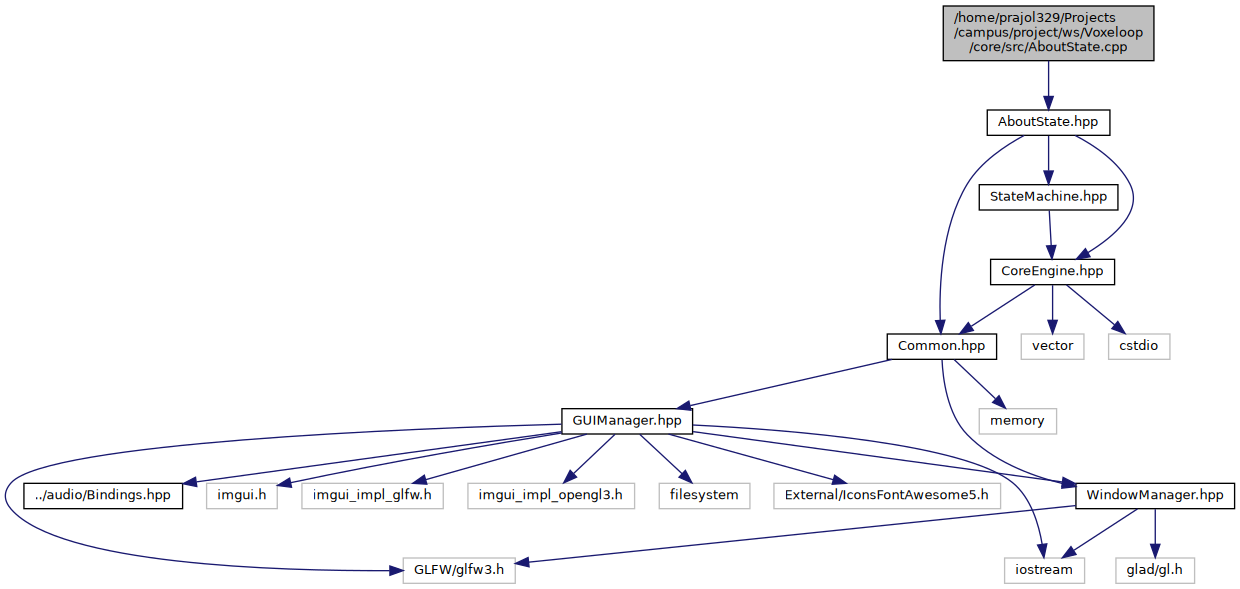 /home/prajol329/Projects
/campus/project/ws/Voxeloop
/core/src/AboutState.cpp
AboutState.hpp
StateMachine.hpp
CoreEngine.hpp
Common.hpp
vector
cstdio
GUIManager.hpp
memory
../audio/Bindings.hpp
imgui.h
imgui_impl_glfw.h
imgui_impl_opengl3.h
filesystem
External/IconsFontAwesome5.h
WindowManager.hpp
GLFW/glfw3.h
iostream
glad/gl.h